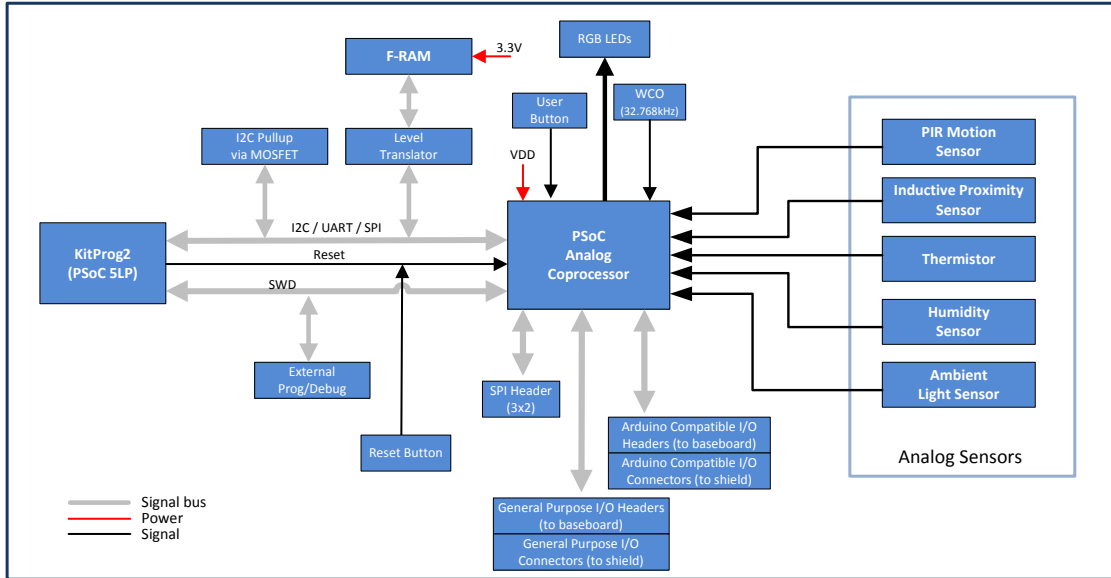 RGB LEDs
F-RAM
3.3V
User
Button
WCO
(32.768kHz)
I2C Pullup
via MOSFET
Level
Translator
VDD
PIR Motion
Sensor
Inductive Proximity
Sensor
Thermistor
Humidity
Sensor
Ambient
Light Sensor
Analog Sensors
KitProg2
(PSoC 5LP)
I2C / UART / SPI
Reset
SWD
PSoC
Analog
Coprocessor
External
Prog/Debug
Reset Button
SPI Header
(3x2)
Arduino Compatible I/O
Headers (to baseboard)
Arduino Compatible I/O
Connectors (to shield)
General Purpose I/O Headers
(to baseboard)
General Purpose I/O
Connectors (to shield)
Signal bus
Power
Signal